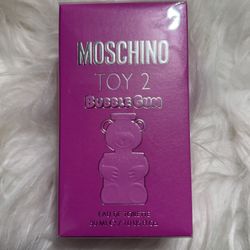 MOSCHINO
TOY 2
BUBBLE GUM
EAU DE TOILETTE